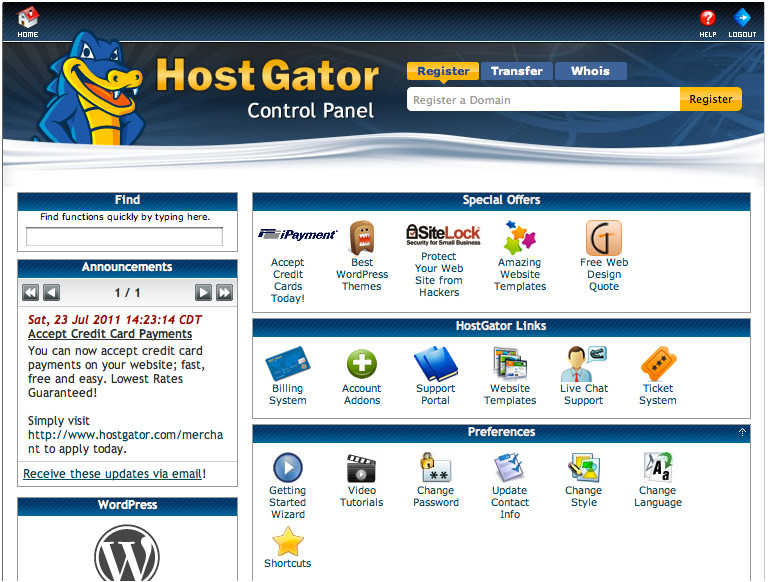 HOME
HELP
LOGOUT
HostGator
Control Panel
Register
Transfer
Whois
Register a Domain
Register
Find
Find functions quickly by typing here.
Announcements
1 / 1
Sat, 23 Jul 2011 14:23:14 CDT
Accept Credit Card Payments
You can now accept credit card
payments on your website; fast,
free and easy. Lowest Rates
Guaranteed!
Simply visit
http://www.hostgator.com/mercha
nt to apply today.
Receive these updates via email!
WordPress
W
Special Offers
iPayment
Accept
Credit
Cards
Today!
Best
WordPress
Themes
SiteLock
Security for Small Business
Protect
Your Web
Site from
Hackers
Amazing
Website
Templates
Free Web
Design
Quote
HostGator Links
Billing
System
Account
Addons
Support
Portal
Website
Templates
Live Chat
Support
Ticket
System
Preferences
Getting
Started
Wizard
Video
Tutorials
**
Change
Password
Update
Contact
Info
Change
Style
Aa
Change
Language
Shortcuts